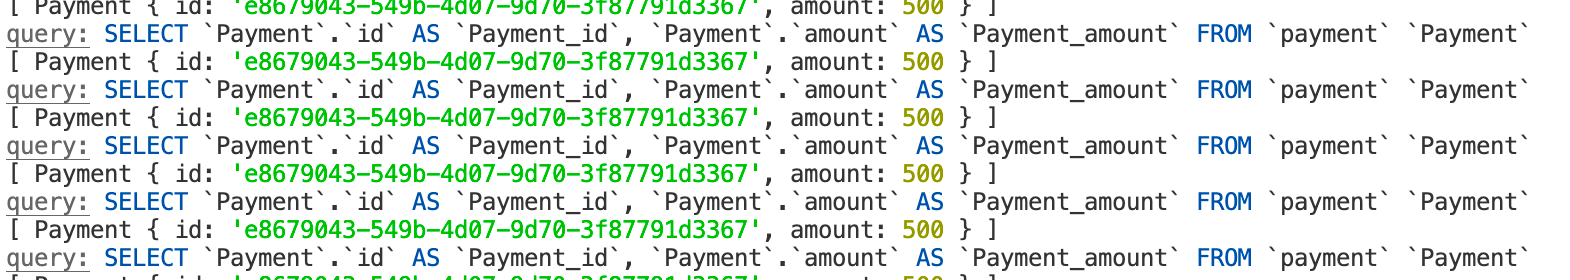 [ Payment { id: 'e8679043-549b-4d07-9d70-3f87791d3367', amount: 500 } ]
query: SELECT `Payment`.`id` AS `Payment_id`, `Payment`.`amount` AS `Payment_amount` FROM `payment` `Payment`
[ Payment { id: 'e8679043-549b-4d07-9d70-3f87791d3367', amount: 500 } ]
query: SELECT `Payment`.`id` AS `Payment_id`, `Payment`.`amount` AS `Payment_amount` FROM `payment` `Payment`
[ Payment { id: 'e8679043-549b-4d07-9d70-3f87791d3367', amount: 500 } ]
query: SELECT `Payment`.`id` AS `Payment_id`, `Payment`.`amount` AS `Payment_amount` FROM `payment` `Payment`
[ Payment { id: 'e8679043-549b-4d07-9d70-3f87791d3367', amount: 500 } ]
query: SELECT `Payment`.`id` AS `Payment_id`, `Payment`.`amount` AS `Payment_amount` FROM `payment` `Payment`
[ Payment { id: 'e8679043-549b-4d07-9d70-3f87791d3367', amount: 500 } ]
query: SELECT `Payment`.`id` AS `Payment_id`, `Payment`.`amount` AS `Payment_amount` FROM `payment` `Payment`